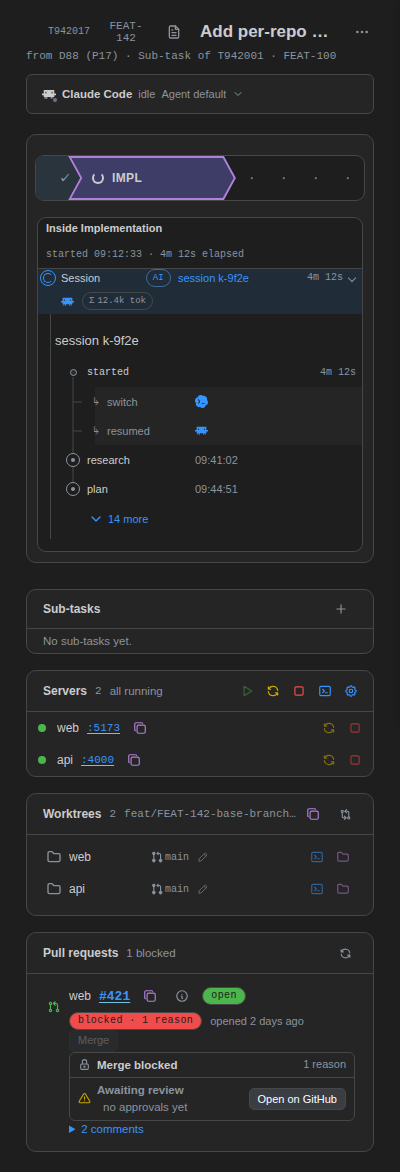 T942017 FEAT-142 Add per-repo …
from D88 (P17) · Sub-task of T942001 · FEAT-100
Claude Code idle Agent default
✓ IMPL
Inside Implementation
started 09:12:33 · 4m 12s elapsed
Session AI session k-9f2e 4m 12s
Σ 12.4k tok
session k-9f2e
started 4m 12s
↳ switch
↳ resumed
research 09:41:02
plan 09:44:51
14 more
Sub-tasks
No sub-tasks yet.
Servers 2 all running
web :5173
api :4000
Worktrees 2 feat/FEAT-142-base-branch…
web main
api main
Pull requests 1 blocked
web #421 open
blocked · 1 reason opened 2 days ago
Merge
Merge blocked 1 reason
Awaiting review
no approvals yet
Open on GitHub
2 comments